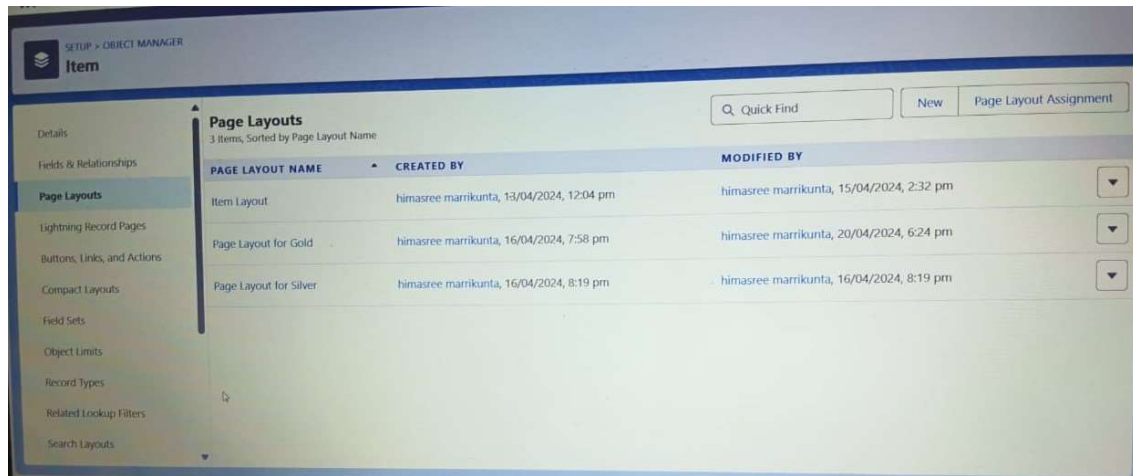 SETUP > OBJECT MANAGER
Item
Details
Fields & Relationships
Page Layouts
Lightning Record Pages
Buttons, Links, and Actions
Compact Layouts
Field Sets
Object Limits
Record Types
Related Lookup Filters
Search Layouts
Page Layouts
3 Items, Sorted by Page Layout Name
Quick Find
New
Page Layout Assignment
PAGE LAYOUT NAME CREATED BY MODIFIED BY
Item Layout himasree marrikunta, 13/04/2024, 12:04 pm himasree marrikunta, 15/04/2024, 2:32 pm
Page Layout for Gold himasree marrikunta, 16/04/2024, 7:58 pm himasree marrikunta, 20/04/2024, 6:24 pm
Page Layout for Silver himasree marrikunta, 16/04/2024, 8:19 pm himasree marrikunta, 16/04/2024, 8:19 pm